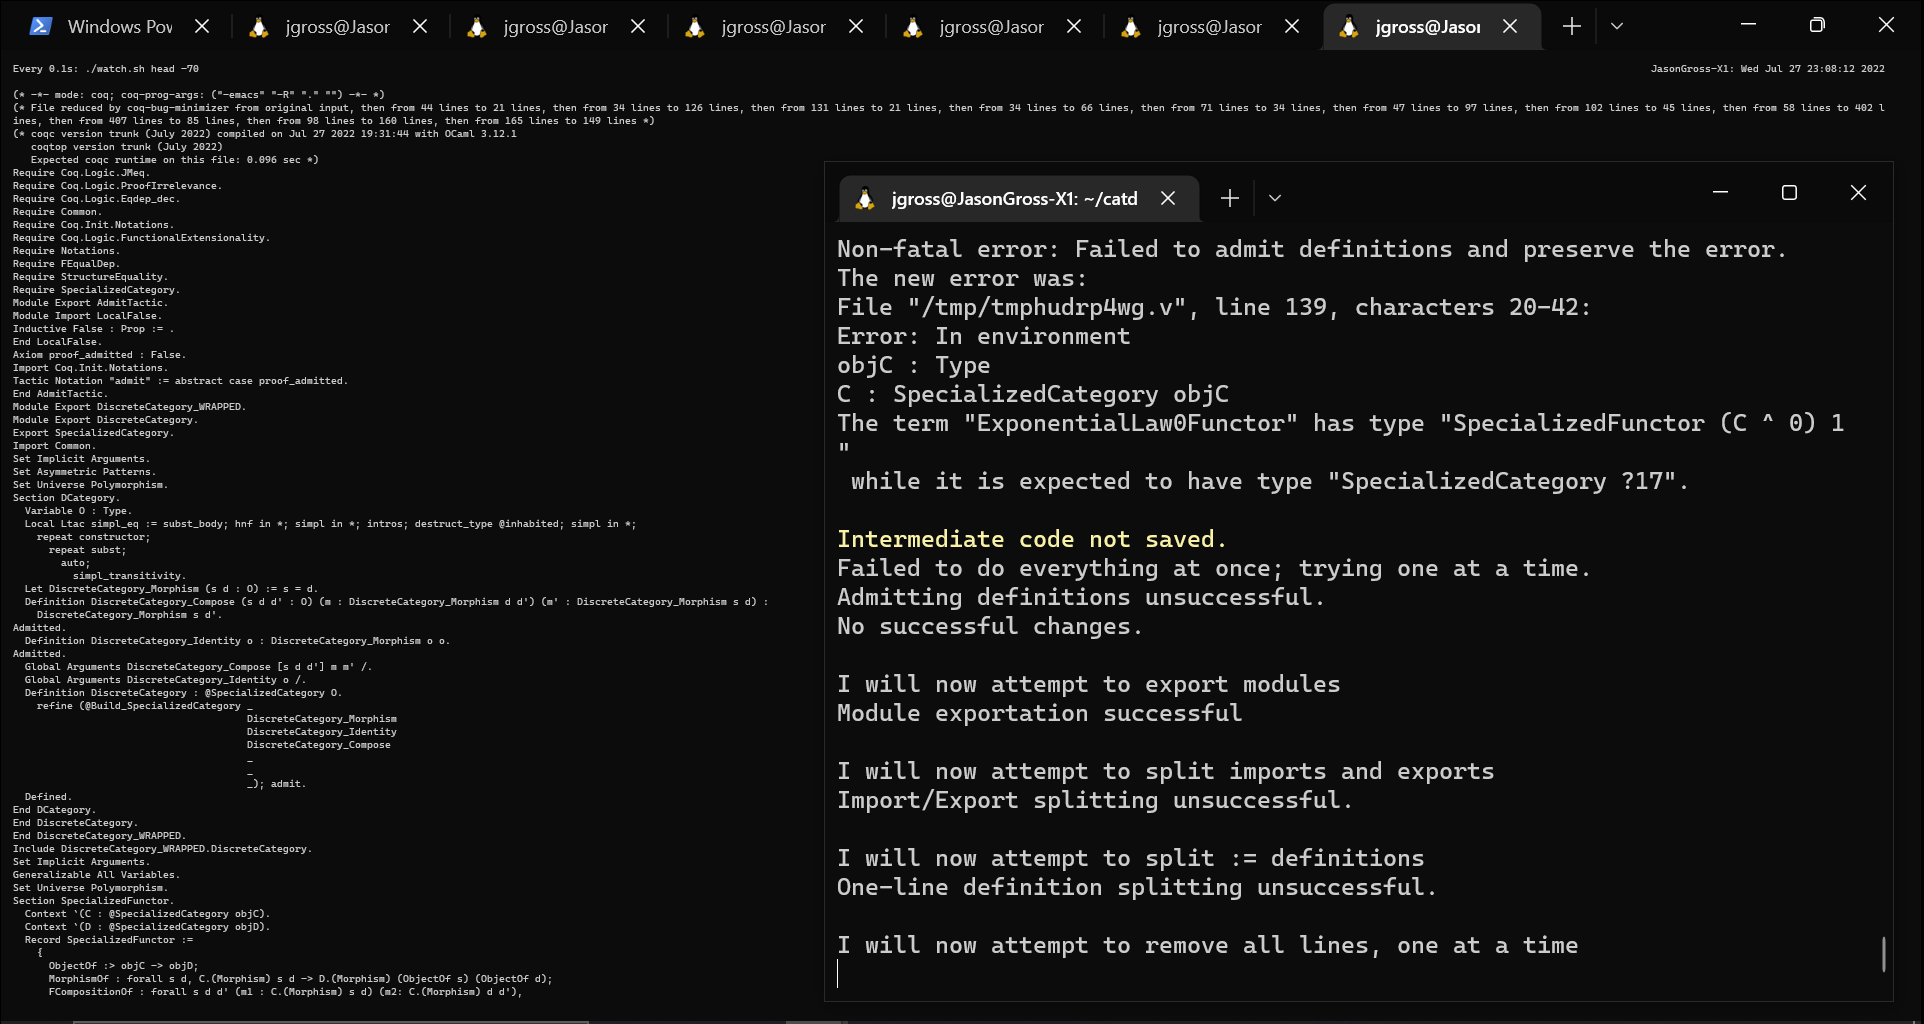 Windows Pov
jgross@Jasor
jgross@Jasor
jgross@Jasor
jgross@Jasor
jgross@Jasor
jgross@Jasoı
Every 0.1s: ./watch.sh head -70
JasonGross-X1: Wed Jul 27 23:08:12 2022
(* -*- mode: coq; coq-prog-args: ("-emacs" "-R" "." "") -*- *)
(* File reduced by coq-bug-minimizer from original input, then from 44 lines to 21 lines, then from 34 lines to 126 lines, then from 131 lines to 21 lines, then from 34 lines to 66 lines, then from 71 lines to 34 lines, then from 47 lines to 97 lines, then from 102 lines to 45 lines, then from 58 lines to 402 l
ines, then from 407 lines to 85 lines, then from 98 lines to 160 lines, then from 165 lines to 149 lines *)
(* coqc version trunk (July 2022) compiled on Jul 27 2022 19:31:44 with OCaml 3.12.1
   coqtop version trunk (July 2022)
   Expected coqc runtime on this file: 0.096 sec *)
Require Coq.Logic.JMeq.
Require Coq.Logic.ProofIrrelevance.
Require Coq.Logic.Eqdep_dec.
Require Common.
Require Coq.Init.Notations.
Require Coq.Logic.FunctionalExtensionality.
Require Notations.
Require FEqualDep.
Require StructureEquality.
Require SpecializedCategory.
Module Export AdmitTactic.
Module Import LocalFalse.
Inductive False : Prop := .
End LocalFalse.
Axiom proof_admitted : False.
Import Coq.Init.Notations.
Tactic Notation "admit" := abstract case proof_admitted.
End AdmitTactic.
Module Export DiscreteCategory_WRAPPED.
Module Export DiscreteCategory.
Export SpecializedCategory.
Import Common.
Set Implicit Arguments.
Set Asymmetric Patterns.
Set Universe Polymorphism.
Section DCategory.
  Variable O : Type.
  Local Ltac simpl_eq := subst_body; hnf in *; simpl in *; intros; destruct_type @inhabited; simpl in *;
    repeat constructor;
      repeat subst;
        auto;
          simpl_transitivity.
  Let DiscreteCategory_Morphism (s d : O) := s = d.
  Definition DiscreteCategory_Compose (s d d' : O) (m : DiscreteCategory_Morphism d d') (m' : DiscreteCategory_Morphism s d) :
    DiscreteCategory_Morphism s d'.
Admitted.
  Definition DiscreteCategory_Identity o : DiscreteCategory_Morphism o o.
Admitted.
  Global Arguments DiscreteCategory_Compose [s d d'] m m' /.
  Global Arguments DiscreteCategory_Identity o /.
  Definition DiscreteCategory : @SpecializedCategory O.
    refine (@Build_SpecializedCategory _
                                       DiscreteCategory_Morphism
                                       DiscreteCategory_Identity
                                       DiscreteCategory_Compose
                                       _
                                       _
                                       _); admit.
  Defined.
End DCategory.
End DiscreteCategory.
End DiscreteCategory_WRAPPED.
Include DiscreteCategory_WRAPPED.DiscreteCategory.
Set Implicit Arguments.
Generalizable All Variables.
Set Universe Polymorphism.
Section SpecializedFunctor.
  Context `(C : @SpecializedCategory objC).
  Context `(D : @SpecializedCategory objD).
  Record SpecializedFunctor :=
    {
      ObjectOf :> objC -> objD;
      MorphismOf : forall s d, C.(Morphism) s d -> D.(Morphism) (ObjectOf s) (ObjectOf d);
      FCompositionOf : forall s d d' (m1 : C.(Morphism) s d) (m2: C.(Morphism) d d'),
jgross@JasonGross-X1: ~/catd
Non-fatal error: Failed to admit definitions and preserve the error.
The new error was:
File "/tmp/tmphudrp4wg.v", line 139, characters 20-42:
Error: In environment
objC : Type
C : SpecializedCategory objC
The term "ExponentialLaw0Functor" has type "SpecializedFunctor (C ^ 0) 1
"
 while it is expected to have type "SpecializedCategory ?17".
Intermediate code not saved.
Failed to do everything at once; trying one at a time.
Admitting definitions unsuccessful.
No successful changes.
I will now attempt to export modules
Module exportation successful
I will now attempt to split imports and exports
Import/Export splitting unsuccessful.
I will now attempt to split := definitions
One-line definition splitting unsuccessful.
I will now attempt to remove all lines, one at a time